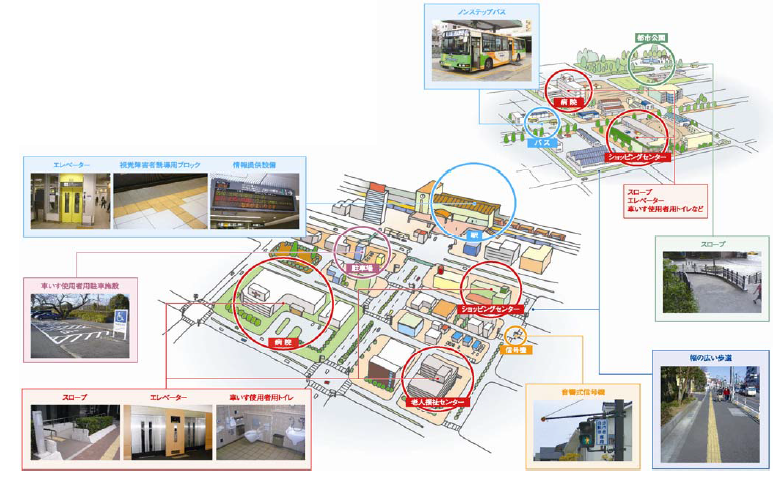 ノンステップバス
都市公園
病院
バス
ショッピングセンター
エレベーター
視覚障害者誘導用ブロック
情報提供設備
スロープ
エレベーター
車いす使用者用トイレなど
駅
駐車場
スロープ
車いす使用者用駐車施設
病院
ショッピングセンター
信号機
幅の広い歩道
老人福祉センター
スロープ
エレベーター
車いす使用者用トイレ
音響式信号機